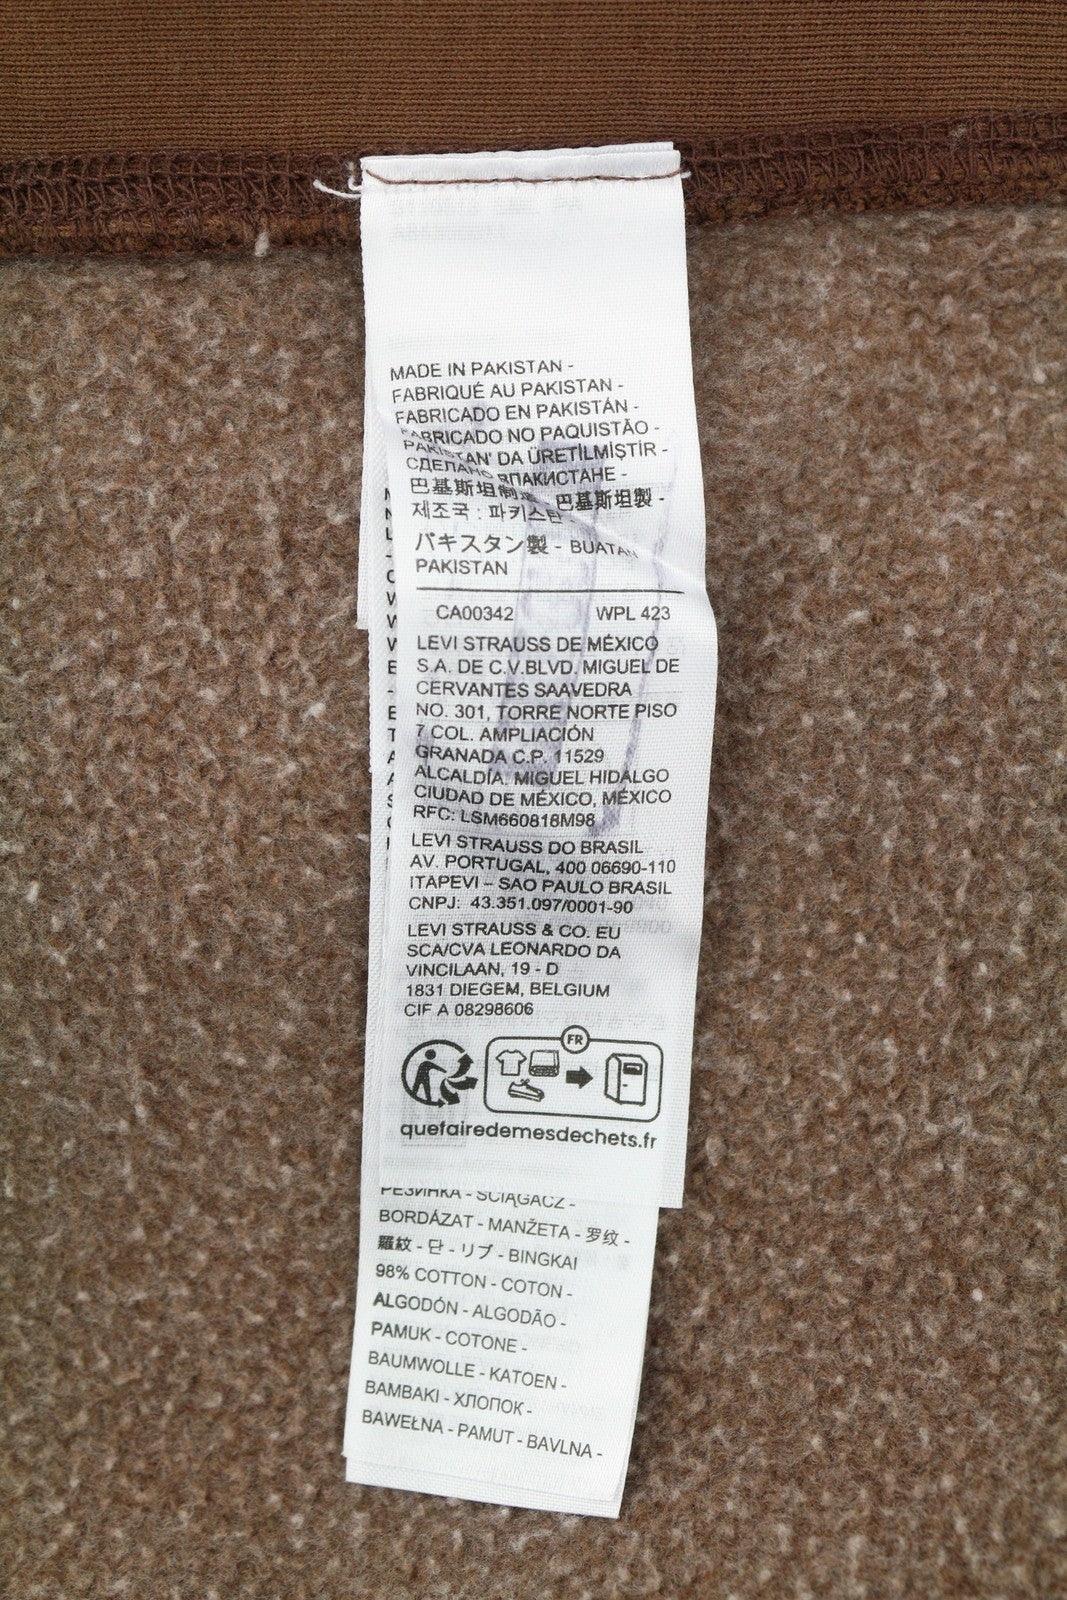 MADE IN PAKISTAN -
FABRIQUÉ AU PAKISTAN -
FABRICADO EN PAKISTÁN -
FABRICADO NO PAQUISTÃO -
PAKISTAN' DA ÜRETİLMİŞTİR -
СДЕЛАНО ВПАКИСТАНЕ -
巴基斯坦制造 - 巴基斯坦製 -
제조국 : 파키스탄 -
パキスタン製 - BUATAN
PAKISTAN
CA00342 WPL 423
LEVI STRAUSS DE MÉXICO
S.A. DE C.V.BLVD. MIGUEL DE
CERVANTES SAAVEDRA
NO. 301, TORRE NORTE PISO
7 COL. AMPLIACIÓN
GRANADA C.P. 11529
ALCALDÍA. MIGUEL HIDALGO
CIUDAD DE MÉXICO, MÉXICO
RFC: LSM660818M98
LEVI STRAUSS DO BRASIL
AV. PORTUGAL, 400 06690-110
ITAPEVI – SAO PAULO BRASIL
CNPJ: 43.351.097/0001-90
LEVI STRAUSS & CO. EU
SCA/CVA LEONARDO DA
VINCILAAN, 19 - D
1831 DIEGEM, BELGIUM
CIF A 08298606
FR
quefairedemesdechets.fr
РЕЗИНКА - ŚCIĄGACZ -
BORDÁZAT - MANŽETA - 罗纹 -
羅紋 - 단 - リブ - BINGKAI
98% COTTON - COTON -
ALGODÓN - ALGODÃO -
PAMUK - COTONE -
BAUMWOLLE - KATOEN -
BAMBAKI - ХЛОПОК -
BAWEŁNA - PAMUT - BAVLNA -